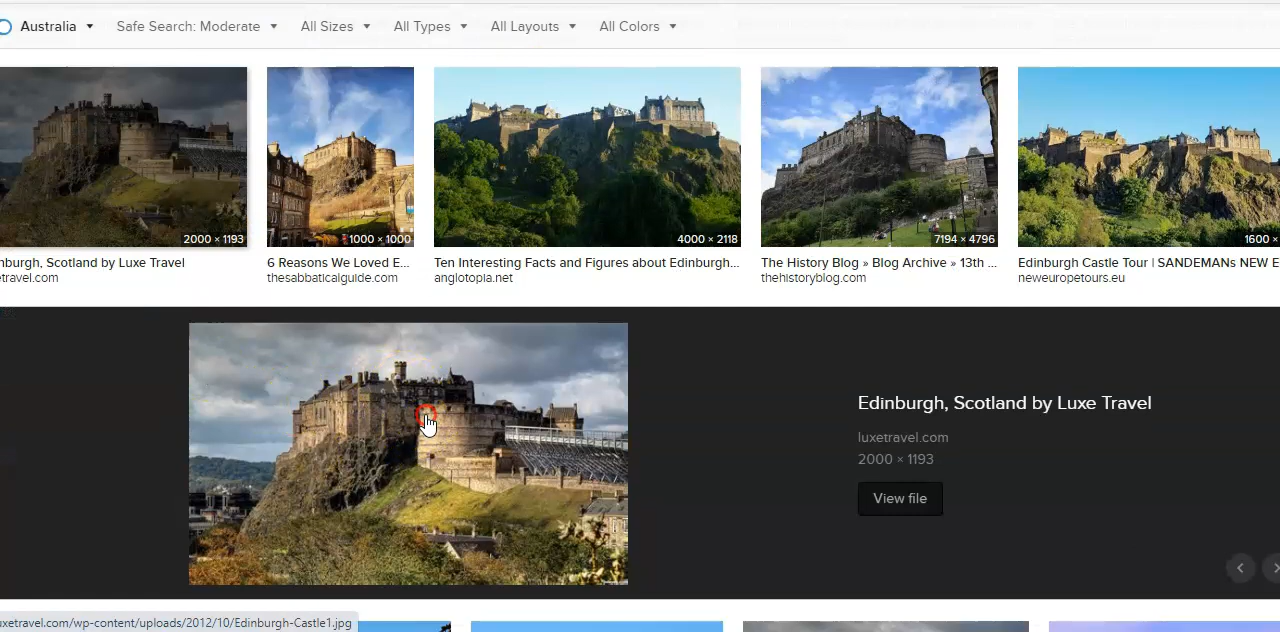 Australia Safe Search: Moderate All Sizes All Types All Layouts All Colors
2000 × 1193 1000 × 1000 4000 × 2118 7194 × 4796 1600 ×
nburgh, Scotland by Luxe Travel 6 Reasons We Loved E... Ten Interesting Facts and Figures about Edinburgh... The History Blog » Blog Archive » 13th ... Edinburgh Castle Tour | SANDEMANs NEW E
etravel.com thesabbaticalguide.com anglotopia.net thehistoryblog.com neweuropetours.eu
Edinburgh, Scotland by Luxe Travel
luxetravel.com
2000 × 1193
View file
uxetravel.com/wp-content/uploads/2012/10/Edinburgh-Castle1.jpg